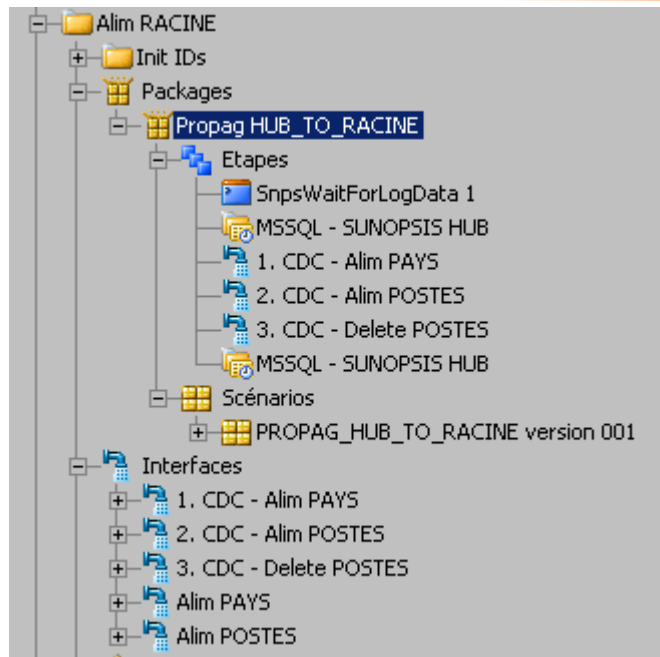 Alim RACINE
Init IDs
Packages
Propag HUB_TO_RACINE
Etapes
SnpsWaitForLogData 1
MSSQL - SUNOPSIS HUB
1. CDC - Alim PAYS
2. CDC - Alim POSTES
3. CDC - Delete POSTES
MSSQL - SUNOPSIS HUB
Scénarios
PROPAG_HUB_TO_RACINE version 001
Interfaces
1. CDC - Alim PAYS
2. CDC - Alim POSTES
3. CDC - Delete POSTES
Alim PAYS
Alim POSTES